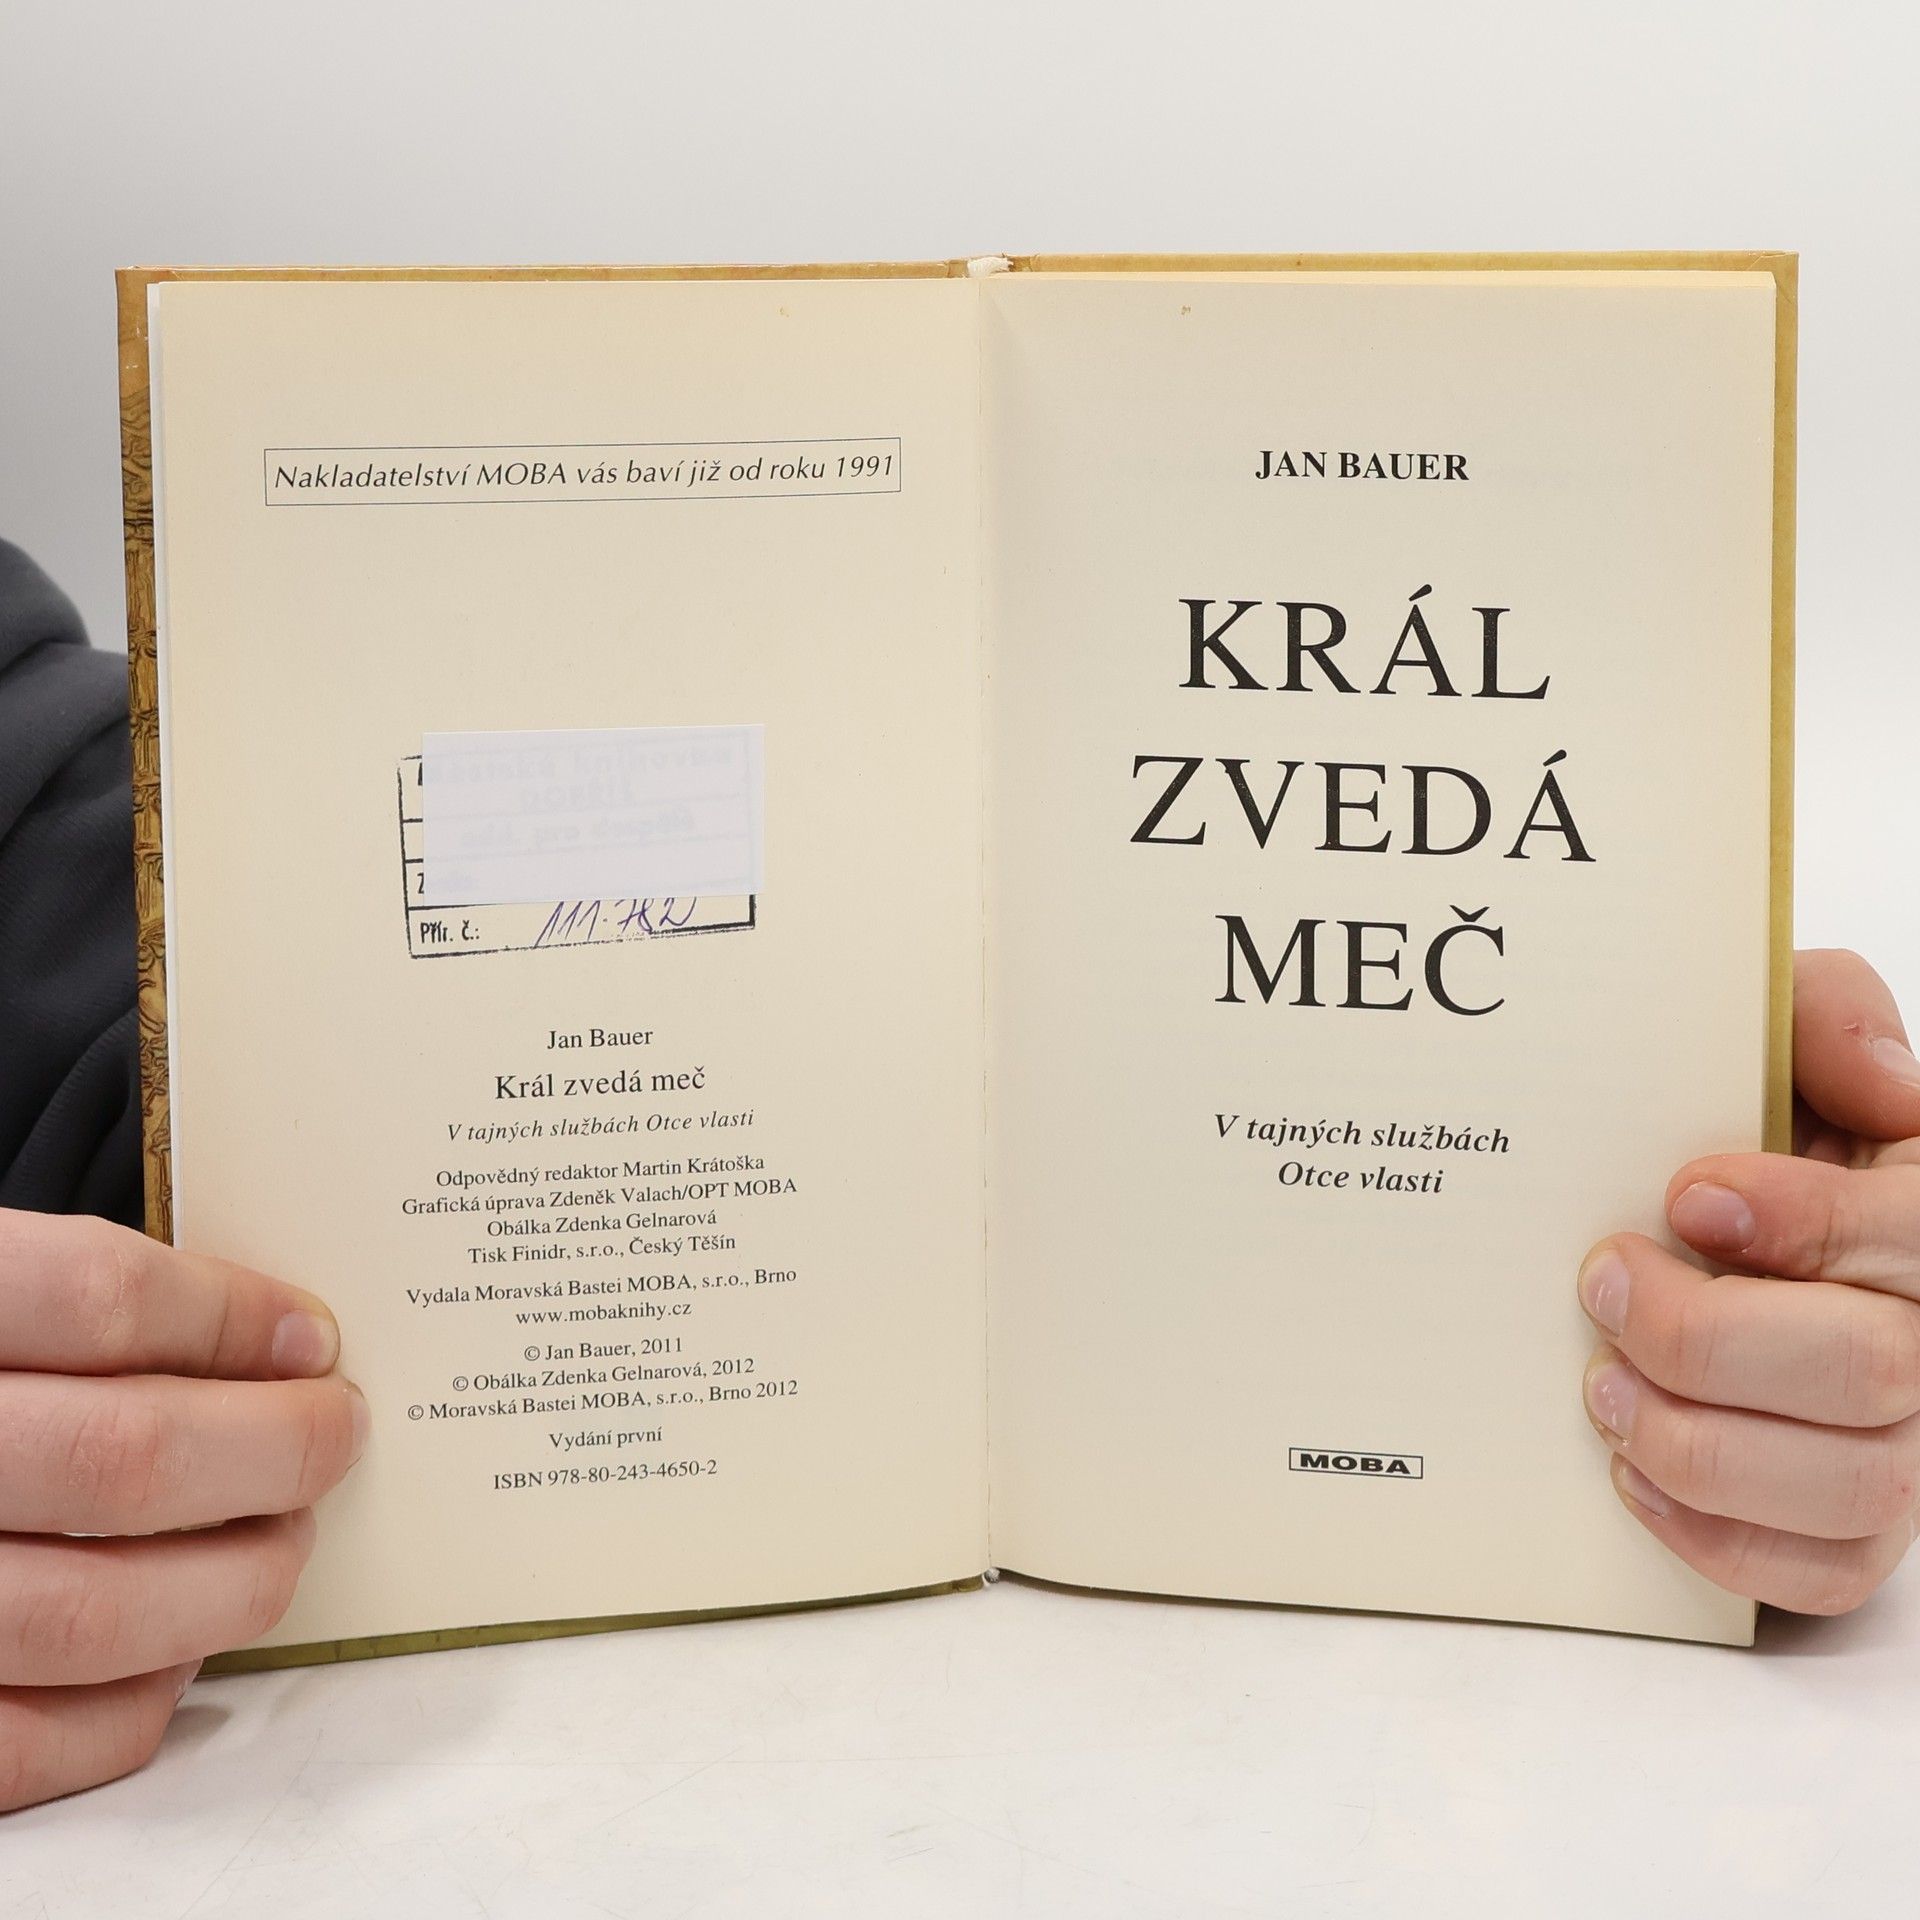 Nakladatelství MOBA vás baví již od roku 1991
Přír. č.: 111.782
Jan Bauer
Král zvedá meč
V tajných službách Otce vlasti
Odpovědný redaktor Martin Krátoška
Grafická úprava Zdeněk Valach/OPT MOBA
Obálka Zdenka Gelnarová
Tisk Finidr, s.r.o., Český Těšín
Vydala Moravská Bastei MOBA, s.r.o., Brno
www.mobaknihy.cz
© Jan Bauer, 2011
© Obálka Zdenka Gelnarová, 2012
© Moravská Bastei MOBA, s.r.o., Brno 2012
Vydání první
ISBN 978-80-243-4650-2
JAN BAUER
KRÁL
ZVEDÁ
MEČ
V tajných službách
Otce vlasti
MOBA